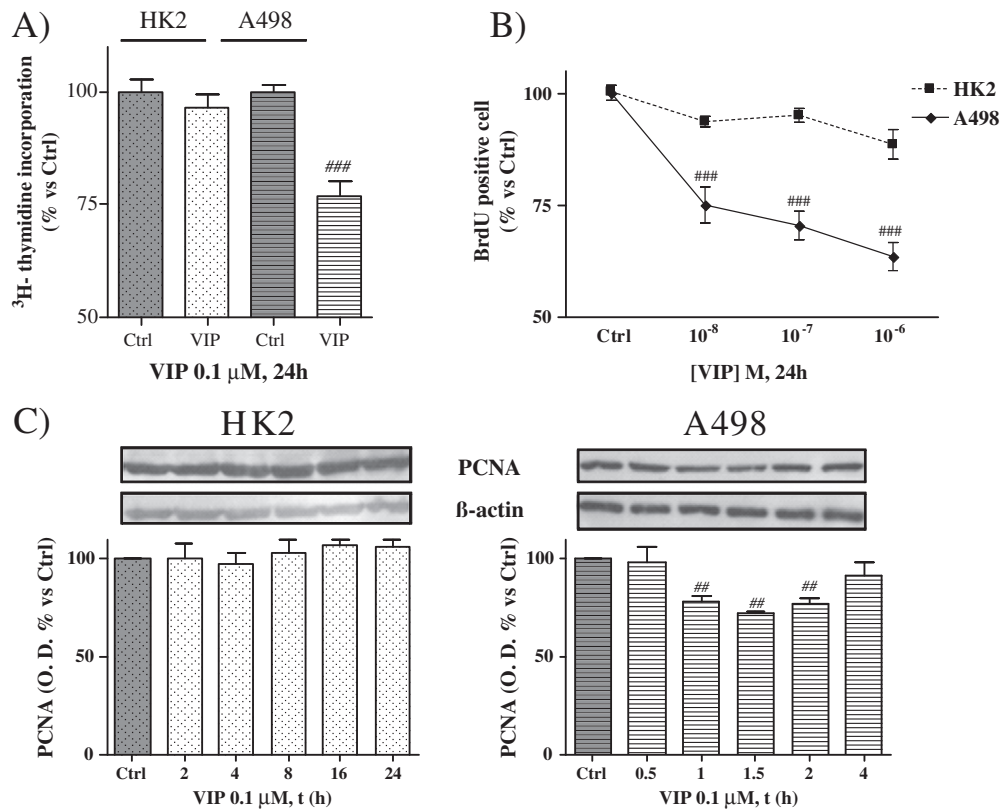 A)
HK2 A498
³H- thymidine incorporation
(% vs Ctrl)
100
75
50
###
Ctrl VIP Ctrl VIP
VIP 0.1 μM, 24h
B)
BrdU positive cell
(% vs Ctrl)
100
75
50
HK2
A498
### ### ###
Ctrl 10⁻⁸ 10⁻⁷ 10⁻⁶
[VIP] M, 24h
C)
HK2 A498
PCNA
ß-actin
PCNA (O. D. % vs Ctrl)
100
50
0
Ctrl 2 4 8 16 24
VIP 0.1 μM, t (h)
PCNA (O. D. % vs Ctrl)
100
50
0
## ## ##
Ctrl 0.5 1 1.5 2 4
VIP 0.1 μM, t (h)